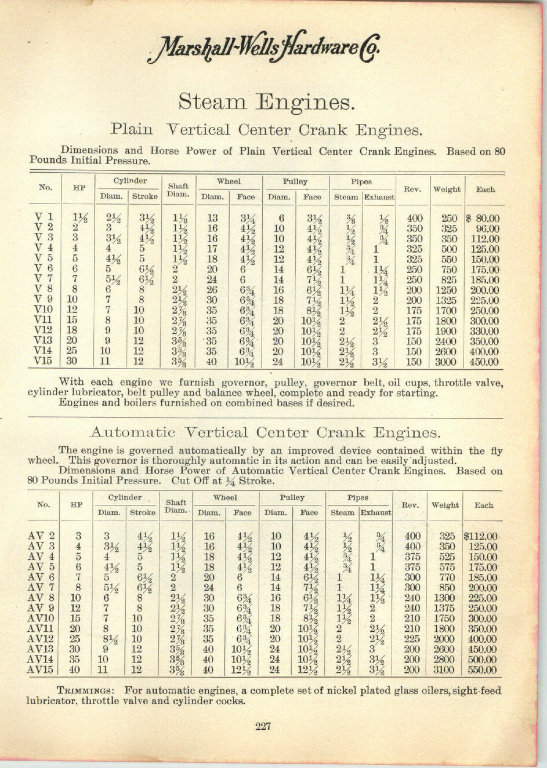 Marshall-Wells Hardware Co.
Steam Engines.
Plain Vertical Center Crank Engines.
Dimensions and Horse Power of Plain Vertical Center Crank Engines. Based on 80
Pounds Initial Pressure.
No. HP Cylinder Shaft Diam. Wheel Pulley Pipes Rev. Weight Each
Diam. Stroke Diam. Face Diam. Face Steam Exhaust
V 1 1½ 2½ 3½ 1½ 13 3¼ 6 3½ ⅜ ½ 400 250 $ 80.00
V 2 2 3 4½ 1½ 16 4½ 10 4½ ½ ¾ 350 325 96.00
V 3 3 3½ 4½ 1½ 16 4½ 10 4½ ½ ¾ 350 350 112.00
V 4 4 4 5 1½ 17 4½ 12 4½ ¾ 1 325 500 125.00
V 5 5 4½ 5 1½ 18 4½ 12 4½ ¾ 1 325 550 150.00
V 6 6 5 6½ 2 20 6 14 6½ 1 1¼ 250 750 175.00
V 7 7 5½ 6½ 2 24 6 14 7½ 1 1¼ 250 825 185.00
V 8 8 6 8 2½ 26 6¾ 16 6½ 1¼ 1½ 200 1250 200.00
V 9 10 7 8 2½ 30 6¾ 18 7½ 1½ 2 200 1325 225.00
V10 12 7 10 2⅞ 35 6¾ 18 8½ 1½ 2 175 1700 250.00
V11 15 8 10 2⅞ 35 6¾ 20 10½ 2 2½ 175 1800 300.00
V12 18 9 10 2⅞ 35 6¾ 20 10½ 2 2½ 175 1900 330.00
V13 20 9 12 3⅜ 35 6¾ 20 10½ 2½ 3 150 2400 350.00
V14 25 10 12 3⅜ 35 6¾ 20 10½ 2½ 3 150 2600 400.00
V15 30 11 12 3⅜ 40 10½ 24 10½ 2½ 3½ 150 3000 450.00
With each engine we furnish governor, pulley, governor belt, oil cups, throttle valve,
cylinder lubricator, belt pulley and balance wheel, complete and ready for starting.
Engines and boilers furnished on combined bases if desired.
Automatic Vertical Center Crank Engines.
The engine is governed automatically by an improved device contained within the fly
wheel. This governor is thoroughly automatic in its action and can be easily adjusted.
Dimensions and Horse Power of Automatic Vertical Center Crank Engines. Based on
80 Pounds Initial Pressure. Cut Off at ¼ Stroke.
No. HP Cylinder Shaft Diam. Wheel Pulley Pipes Rev. Weight Each
Diam. Stroke Diam. Face Diam. Face Steam Exhaust
AV 2 3 3 4½ 1½ 16 4½ 10 4½ ½ ¾ 400 325 $112.00
AV 3 4 3½ 4½ 1½ 16 4½ 10 4½ ½ ¾ 400 350 125.00
AV 4 5 4 5 1½ 18 4½ 12 4½ ¾ 1 375 525 150.00
AV 5 6 4½ 5 1½ 18 4½ 12 4½ ¾ 1 375 575 175.00
AV 6 7 5 6½ 2 20 6 14 6½ 1 1¼ 300 770 185.00
AV 7 8 5½ 6½ 2 24 6 14 7½ 1 1¼ 300 850 200.00
AV 8 10 6 8 2½ 30 6¾ 16 6½ 1¼ 1½ 240 1300 225.00
AV 9 12 7 8 2½ 30 6¾ 18 7½ 1½ 2 240 1375 250.00
AV10 15 7 10 2⅞ 35 6¾ 18 8½ 1½ 2 210 1750 300.00
AV11 20 8 10 2⅞ 35 6¾ 20 10½ 2 2½ 210 1800 350.00
AV12 25 8½ 10 2⅞ 35 6¾ 20 10½ 2 2½ 225 2000 400.00
AV13 30 9 12 3⅜ 40 10½ 24 10½ 2½ 3 200 2600 450.00
AV14 35 10 12 3⅜ 40 10½ 24 10½ 2½ 3½ 200 2800 500.00
AV15 40 11 12 3⅜ 40 12½ 24 12½ 2½ 3½ 200 3100 550.00
TRIMMINGS: For automatic engines, a complete set of nickel plated glass oilers, sight-feed
lubricator, throttle valve and cylinder cocks.
227